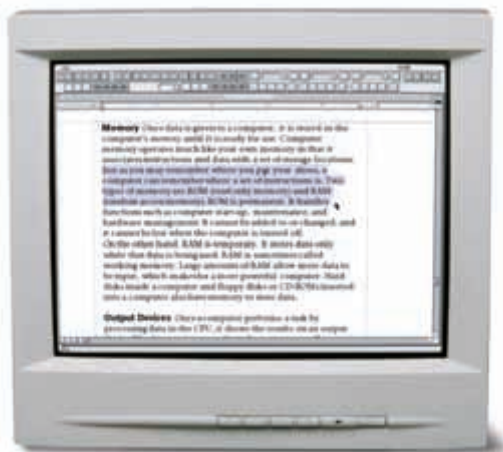 Memory Once data is given to a computer, it is stored in the
computer's memory until it is ready for use. Computer
memory operates much like your own memory in that it
associates instructions and data with a set of storage locations.
Just as you may remember where you put your shoes, a
computer can remember where a set of instructions is. Two
types of memory are ROM (read-only memory) and RAM
(random access memory). ROM is permanent. It handles
functions such as computer start-up, maintenance, and
hardware management. It cannot be added to or changed, and
it cannot be lost when the computer is turned off.
On the other hand, RAM is temporary. It stores data only
while that data is being used. RAM is sometimes called
working memory. Large amounts of RAM allow more data to
be input, which makes for a more powerful computer. Hard
disks inside a computer and floppy disks or CD-ROMs inserted
into a computer also have memory to store data.
Output Devices Once a computer performs a task by
processing data in the CPU, it shows the results on an output